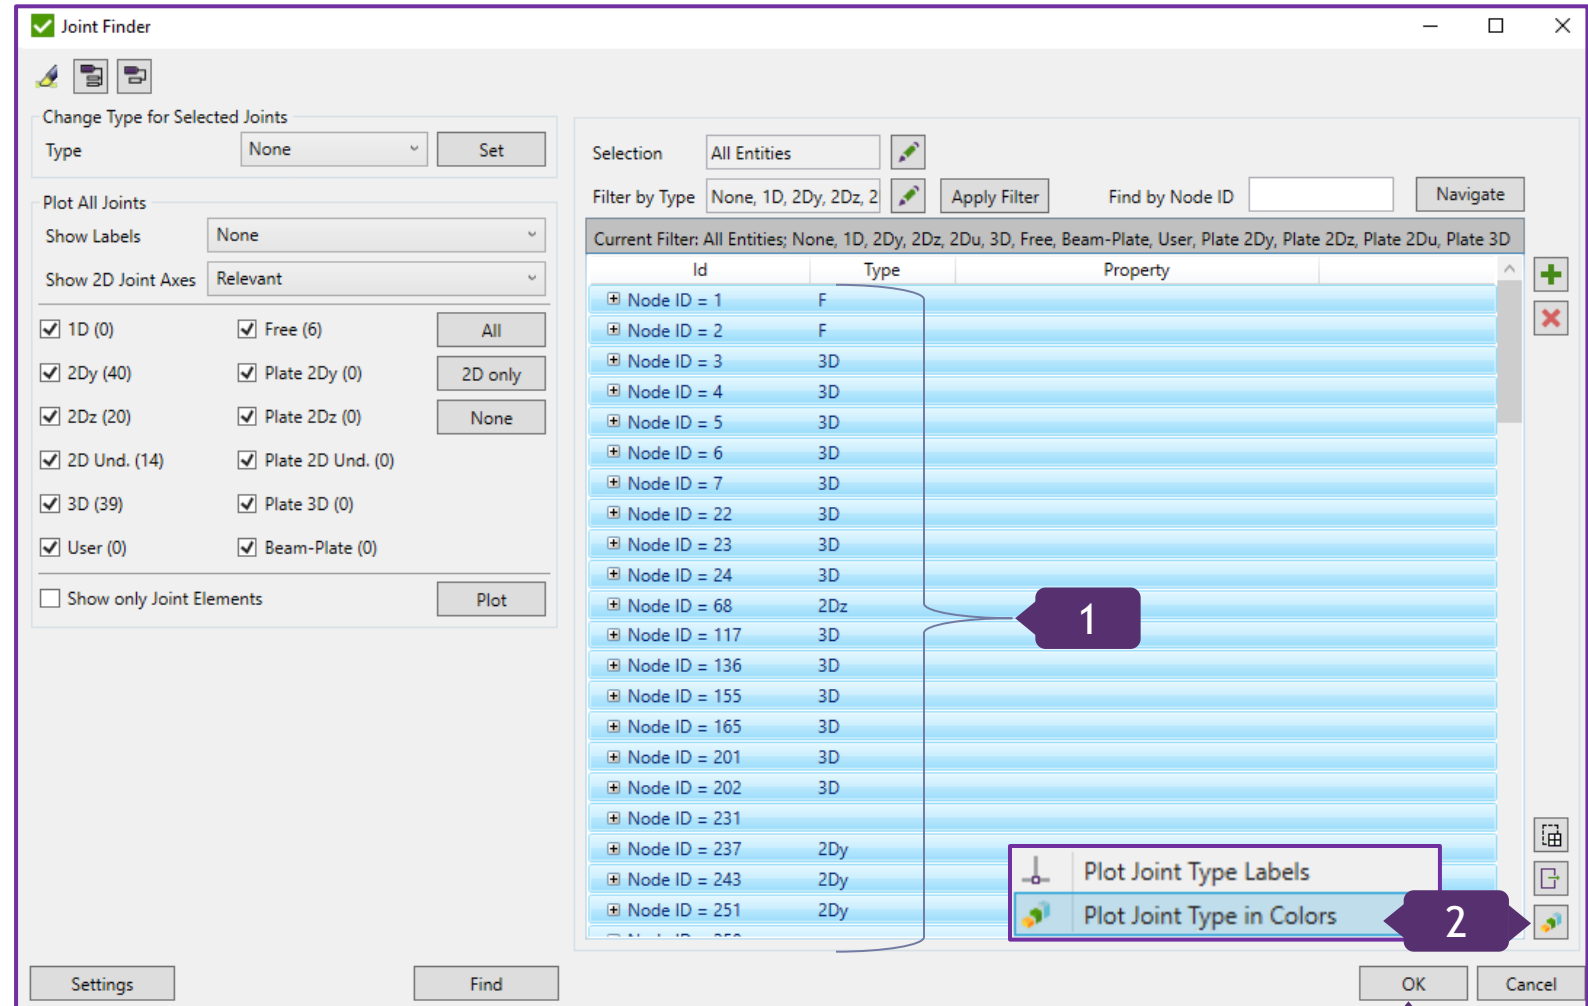 Joint Finder
Change Type for Selected Joints
Type None Set
Plot All Joints
Show Labels None
Show 2D Joint Axes Relevant
1D (0) Free (6) All
2Dy (40) Plate 2Dy (0) 2D only
2Dz (20) Plate 2Dz (0) None
2D Und. (14) Plate 2D Und. (0)
3D (39) Plate 3D (0)
User (0) Beam-Plate (0)
Show only Joint Elements Plot
Selection All Entities
Filter by Type None, 1D, 2Dy, 2Dz, 2 Apply Filter Find by Node ID Navigate
Current Filter: All Entities; None, 1D, 2Dy, 2Dz, 2Du, 3D, Free, Beam-Plate, User, Plate 2Dy, Plate 2Dz, Plate 2Du, Plate 3D
Id Type Property
Node ID = 1 F
Node ID = 2 F
Node ID = 3 3D
Node ID = 4 3D
Node ID = 5 3D
Node ID = 6 3D
Node ID = 7 3D
Node ID = 22 3D
Node ID = 23 3D
Node ID = 24 3D
Node ID = 68 2Dz
Node ID = 117 3D
Node ID = 136 3D
Node ID = 155 3D
Node ID = 165 3D
Node ID = 201 3D
Node ID = 202 3D
Node ID = 231
Node ID = 237 2Dy
Node ID = 243 2Dy
Node ID = 251 2Dy
1
Plot Joint Type Labels
Plot Joint Type in Colors
2
Settings Find OK Cancel